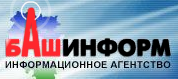 БАШИНФОРМ
ИНФОРМАЦИОННОЕ АГЕНТСТВО